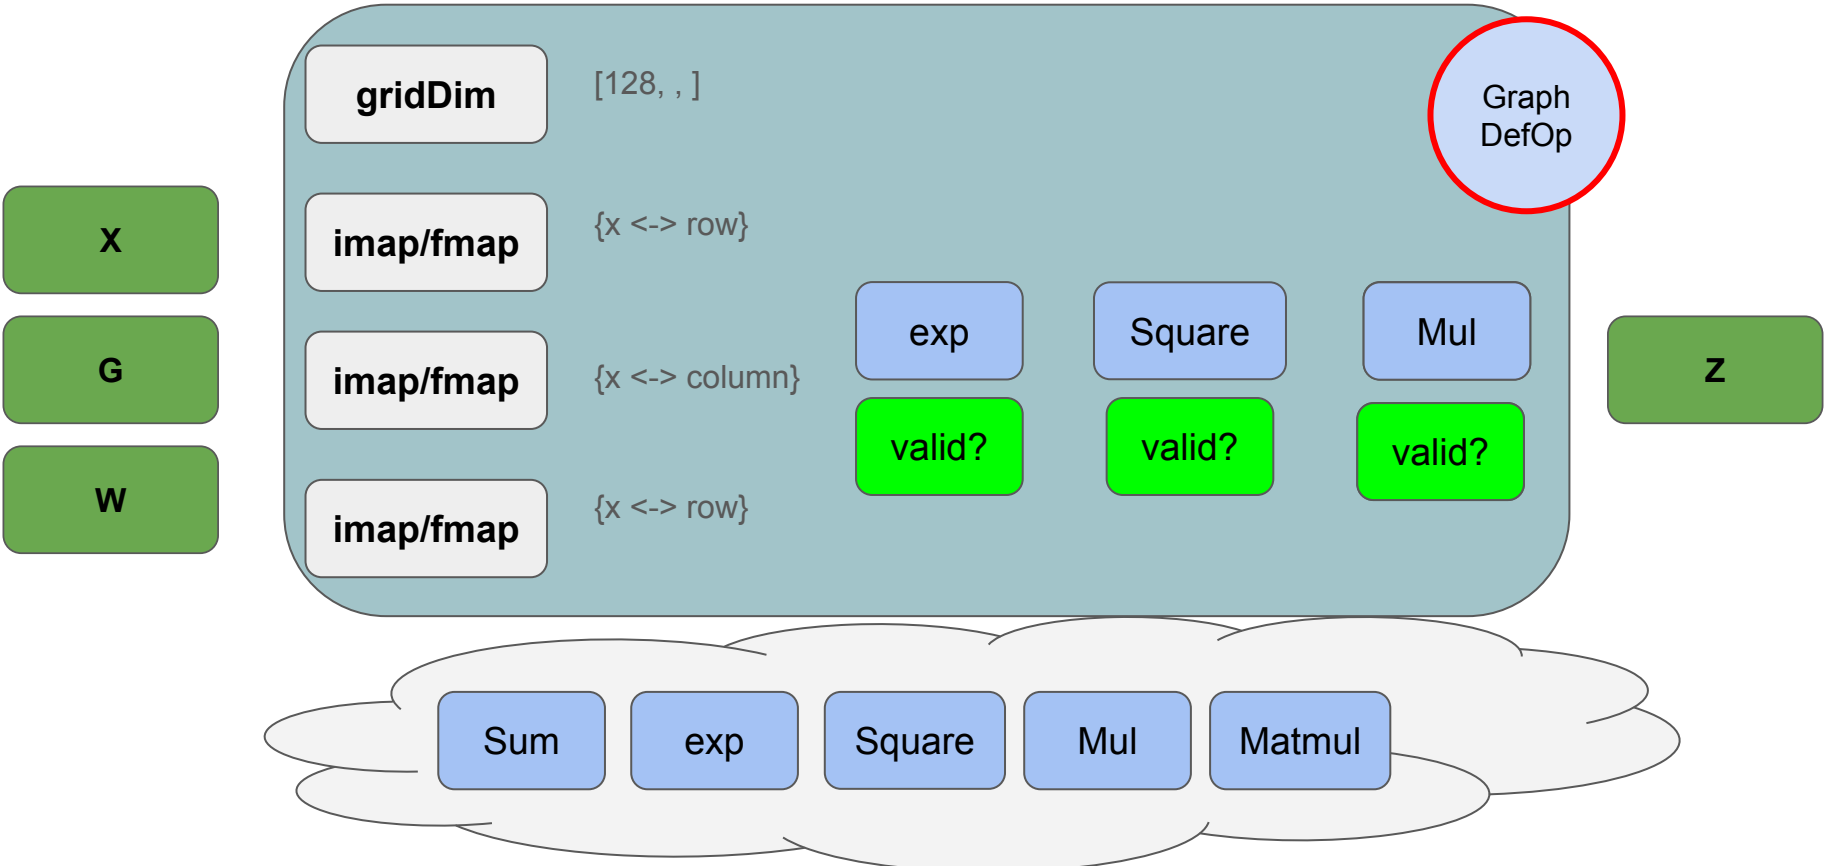 gridDim
[128, , ]
Graph
DefOp
X
imap/fmap
{x <-> row}
G
imap/fmap
{x <-> column}
exp
Square
Mul
Z
valid?
valid?
valid?
W
imap/fmap
{x <-> row}
Sum
exp
Square
Mul
Matmul